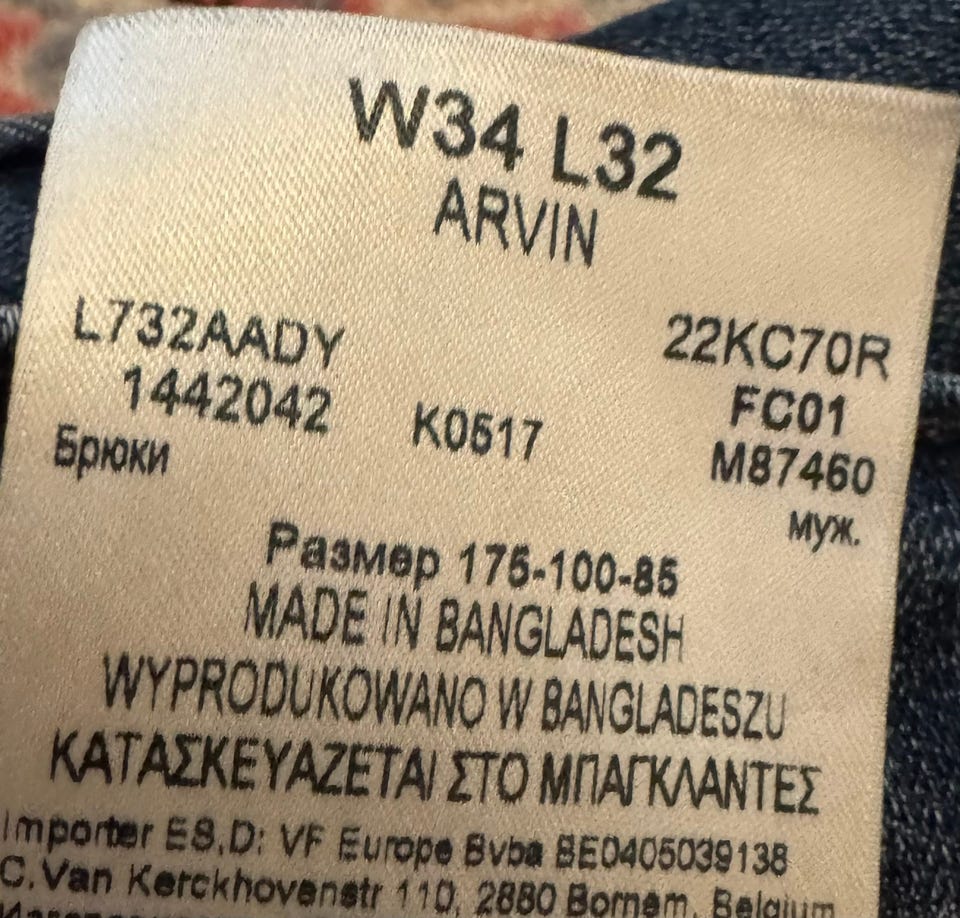 W34 L32
ARVIN
L732AADY 22KC70R
1442042 K0517 FC01
Брюки M87460
муж.
Размер 175-100-85
MADE IN BANGLADESH
WYPRODUKOWANO W BANGLADESZU
ΚΑΤΑΣΚΕΥΑΖΕΤΑΙ ΣΤΟ ΜΠΑΓΚΛΑΝΤΕΣ
Importer ES,D: VF Europe Bvba BE0405039138
C.Van Kerckhovenstr 110, 2880 Bornem, Belgium